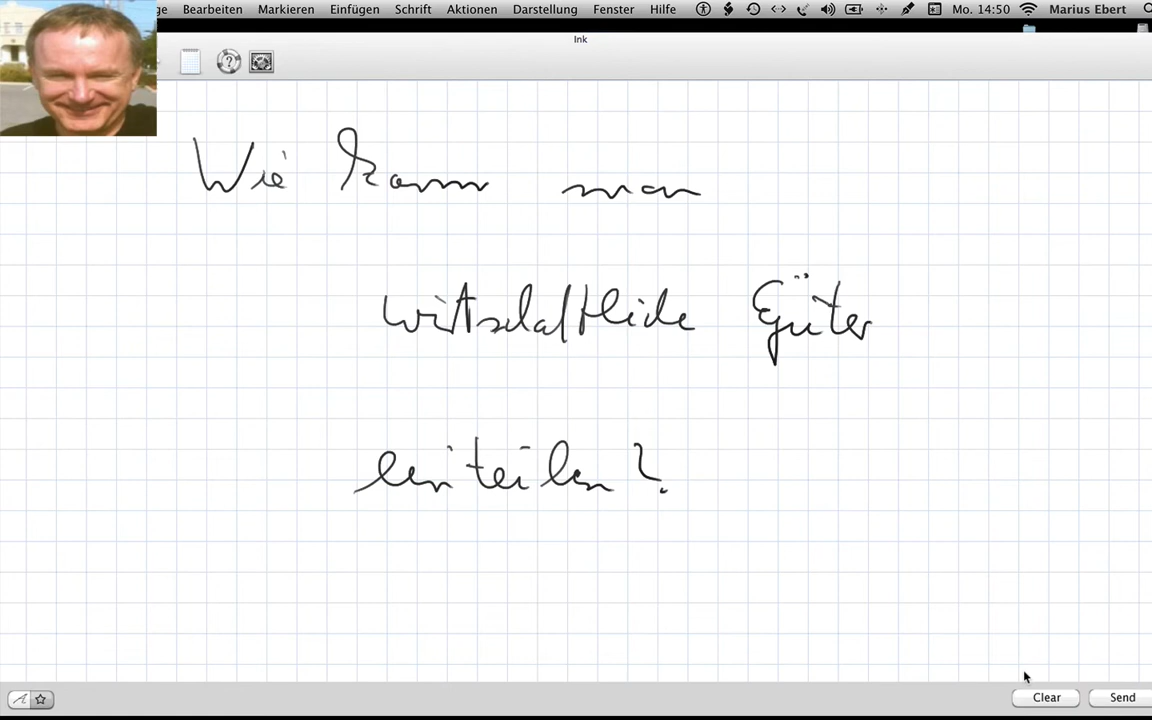 ge Bearbeiten Markieren Einfügen Schrift Aktionen Darstellung Fenster Hilfe Mo. 14:50 Marius Ebert
Ink
Wie kann man
wirtschaftliche Güter
einteilen?
Clear Send